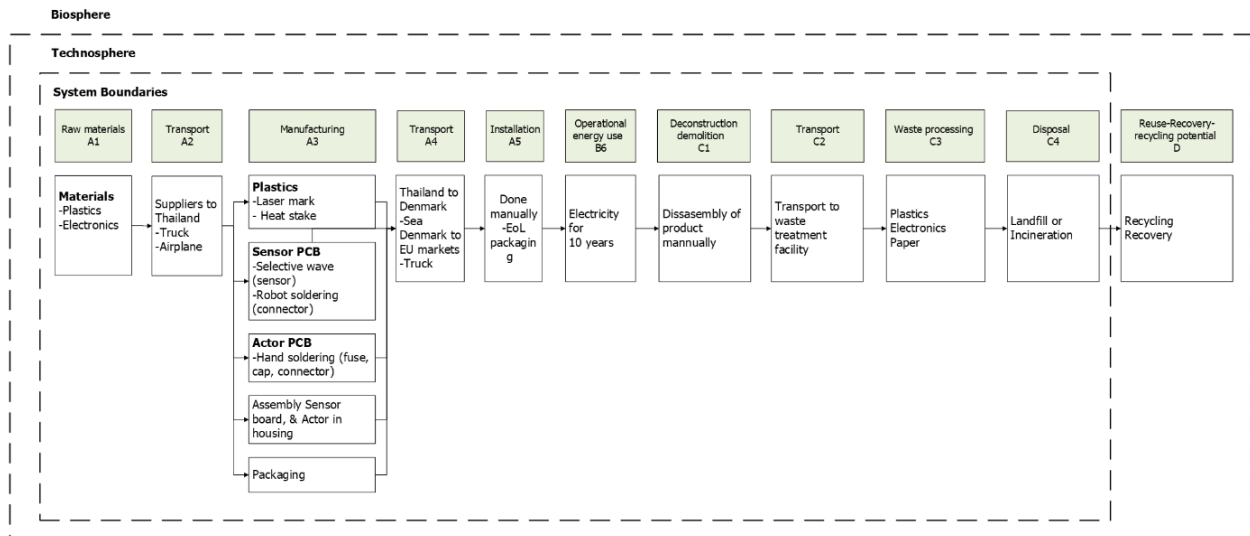 Biosphere
Technosphere
System Boundaries
Raw materials
A1
Transport
A2
Manufacturing
A3
Transport
A4
Installation
A5
Operational
energy use
B6
Deconstruction
demolition
C1
Transport
C2
Waste processing
C3
Disposal
C4
Reuse-Recovery-
recycling potential
D
Materials
-Plastics
-Electronics
Suppliers to
Thailand
-Truck
-Airplane
Plastics
-Laser mark
- Heat stake
Sensor PCB
-Selective wave
(sensor)
-Robot soldering
(connector)
Actor PCB
-Hand soldering (fuse,
cap, connector)
Assembly Sensor
board, & Actor in
housing
Packaging
Thailand to
Denmark
-Sea
Denmark to
EU markets
-Truck
Done
manually
-EoL
packagin
g
Electricity
for
10 years
Dissasembly of
product mannually
Transport to
waste
treatment
facility
Plastics
Electronics
Paper
Landfill or
Incineration
Recycling
Recovery